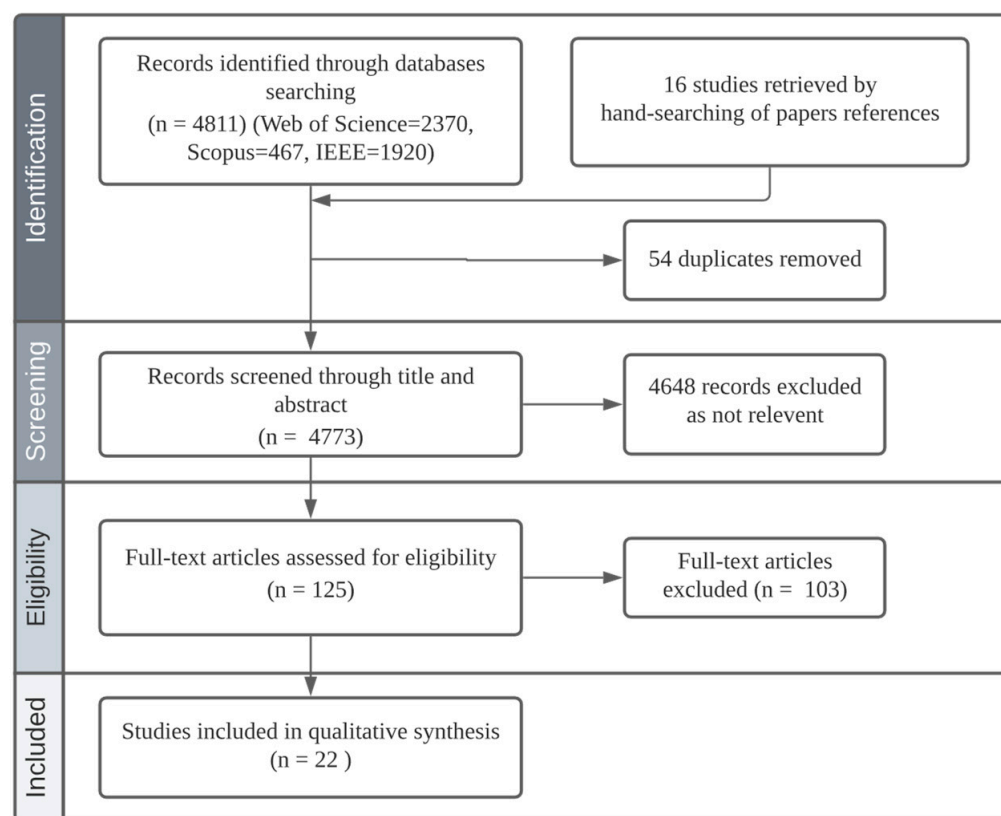 Identification
Records identified through databases
searching
(n = 4811) (Web of Science=2370,
Scopus=467, IEEE=1920)
16 studies retrieved by
hand-searching of papers references
54 duplicates removed
Screening
Records screened through title and
abstract
(n =  4773)
4648 records excluded
as not relevent
Eligibility
Full-text articles assessed for eligibility
(n = 125)
Full-text articles
excluded (n =  103)
Included
Studies included in qualitative synthesis
(n = 22 )